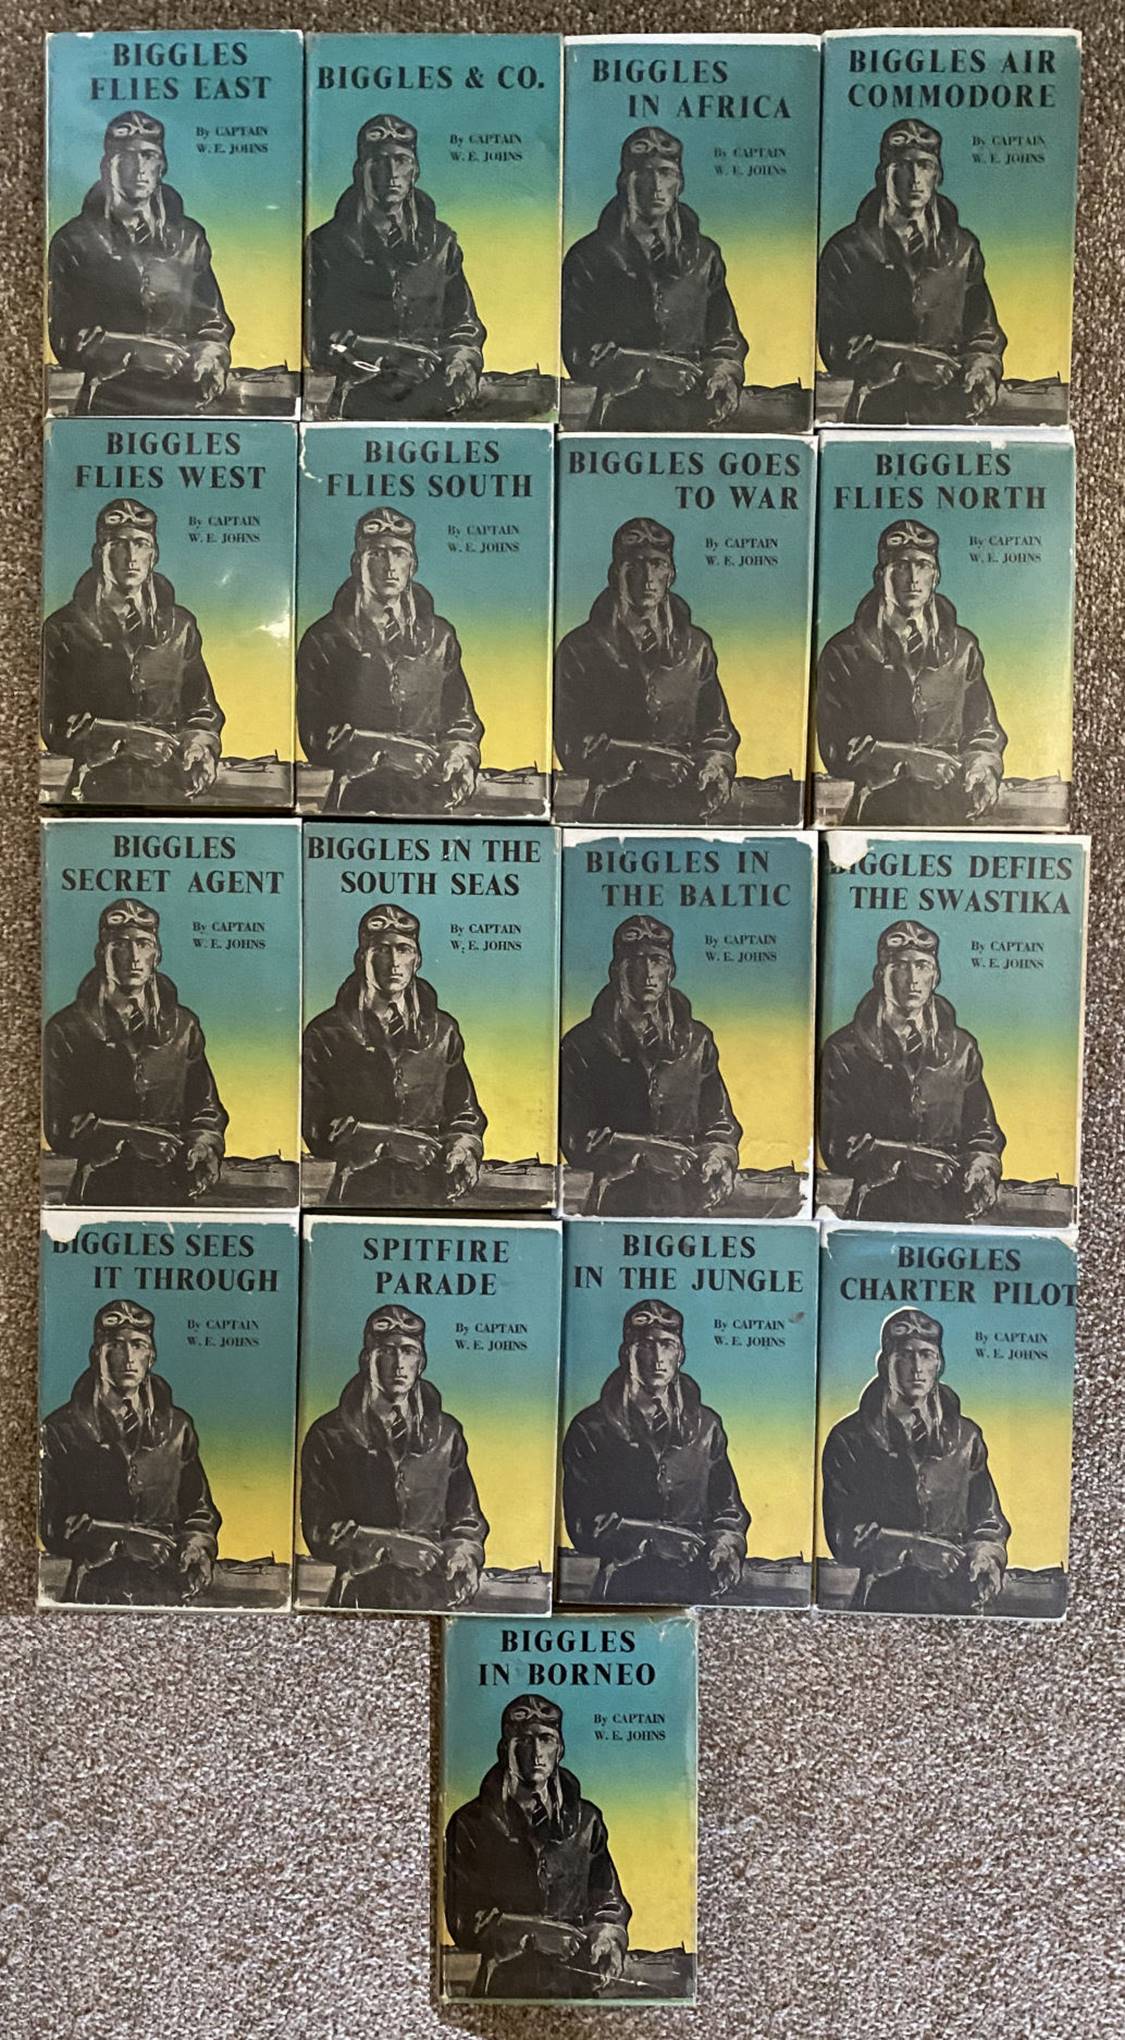 BIGGLES
FLIES EAST
By CAPTAIN
W. E. JOHNS
BIGGLES & CO.
By CAPTAIN
W. E. JOHNS
BIGGLES
IN AFRICA
By CAPTAIN
W. E. JOHNS
BIGGLES AIR
COMMODORE
By CAPTAIN
W. E. JOHNS
BIGGLES
FLIES WEST
By CAPTAIN
W. E. JOHNS
BIGGLES
FLIES SOUTH
By CAPTAIN
W. E. JOHNS
BIGGLES GOES
TO WAR
By CAPTAIN
W. E. JOHNS
BIGGLES
FLIES NORTH
By CAPTAIN
W. E. JOHNS
BIGGLES
SECRET AGENT
By CAPTAIN
W. E. JOHNS
BIGGLES IN THE
SOUTH SEAS
By CAPTAIN
W. E. JOHNS
BIGGLES IN
THE BALTIC
By CAPTAIN
W. E. JOHNS
BIGGLES DEFIES
THE SWASTIKA
By CAPTAIN
W. E. JOHNS
BIGGLES SEES
IT THROUGH
By CAPTAIN
W. E. JOHNS
SPITFIRE
PARADE
By CAPTAIN
W. E. JOHNS
BIGGLES
IN THE JUNGLE
By CAPTAIN
W. E. JOHNS
BIGGLES
CHARTER PILOT
By CAPTAIN
W. E. JOHNS
BIGGLES
IN BORNEO
By CAPTAIN
W. E. JOHNS